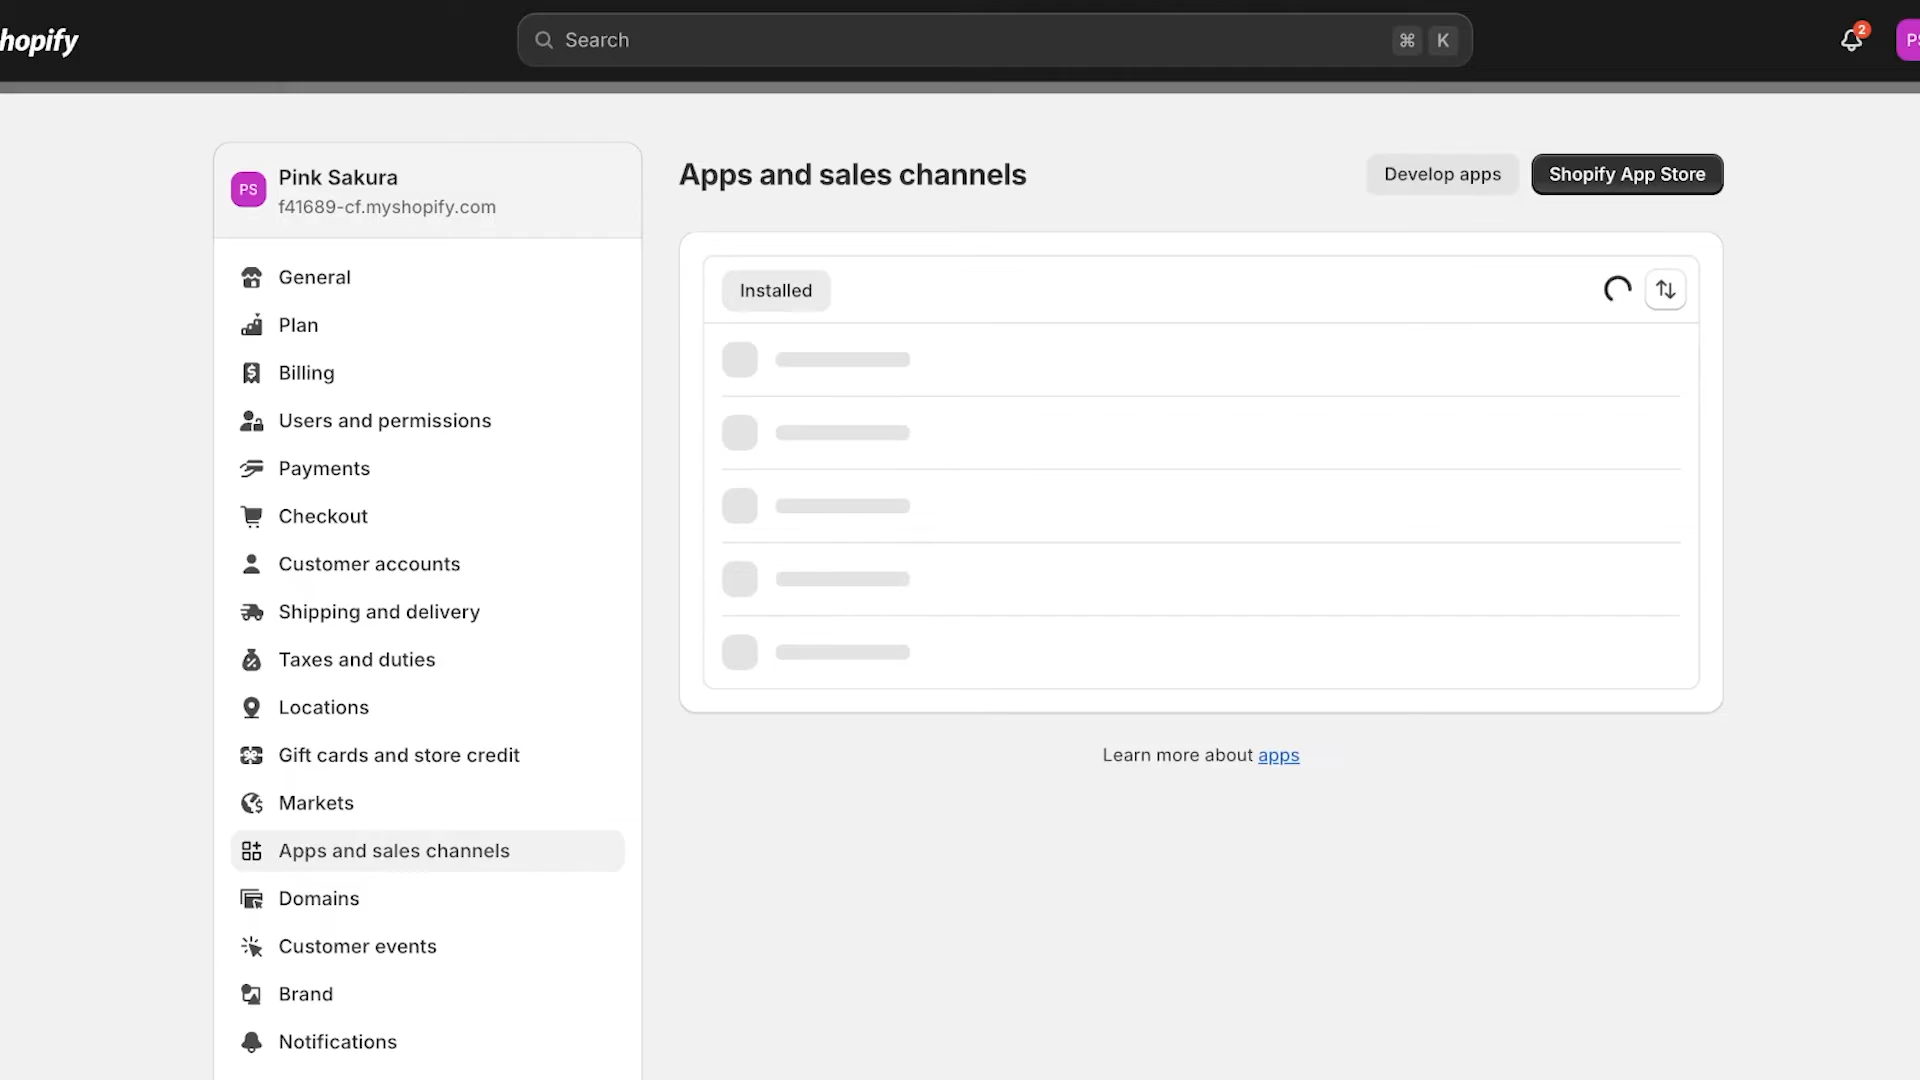 hopify
Search
⌘ K
2
PS
Pink Sakura
f41689-cf.myshopify.com
General
Plan
Billing
Users and permissions
Payments
Checkout
Customer accounts
Shipping and delivery
Taxes and duties
Locations
Gift cards and store credit
Markets
Apps and sales channels
Domains
Customer events
Brand
Notifications
Apps and sales channels
Develop apps
Shopify App Store
Installed
Learn more about apps